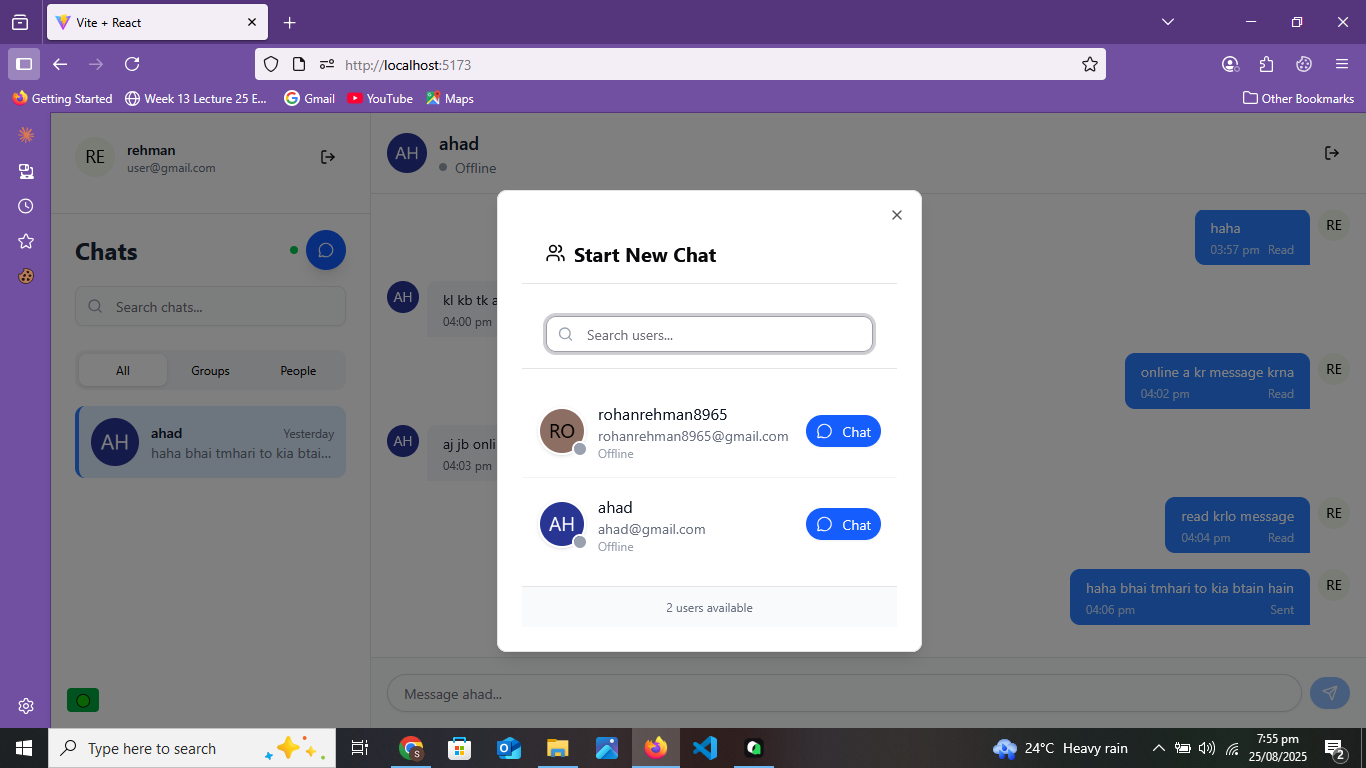 Vite + React
http://localhost:5173
Getting Started
Week 13 Lecture 25 E...
Gmail
YouTube
Maps
Other Bookmarks
RE
rehman
user@gmail.com
Chats
Search chats...
All
Groups
People
AH
ahad
Yesterday
haha bhai tmhari to kia btai...
AH
ahad
Offline
haha
03:57 pm Read
RE
AH
kl kb tk a
04:00 pm
online a kr message krna
04:02 pm Read
RE
AH
aj jb onli
04:03 pm
read krlo message
04:04 pm Read
RE
haha bhai tmhari to kia btain hain
04:06 pm Sent
RE
Message ahad...
Start New Chat
Search users...
RO
rohanrehman8965
rohanrehman8965@gmail.com
Offline
Chat
AH
ahad
ahad@gmail.com
Offline
Chat
2 users available
Type here to search
S
24°C Heavy rain
7:55 pm
25/08/2025
2